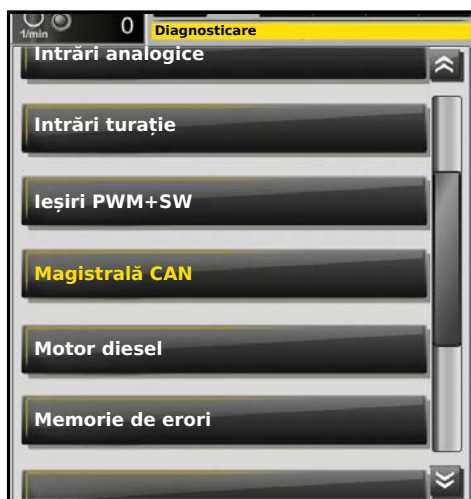 1/min
0
Diagnosticare
Intrări analogice
Intrări turație
Ieșiri PWM+SW
Magistrală CAN
Motor diesel
Memorie de erori